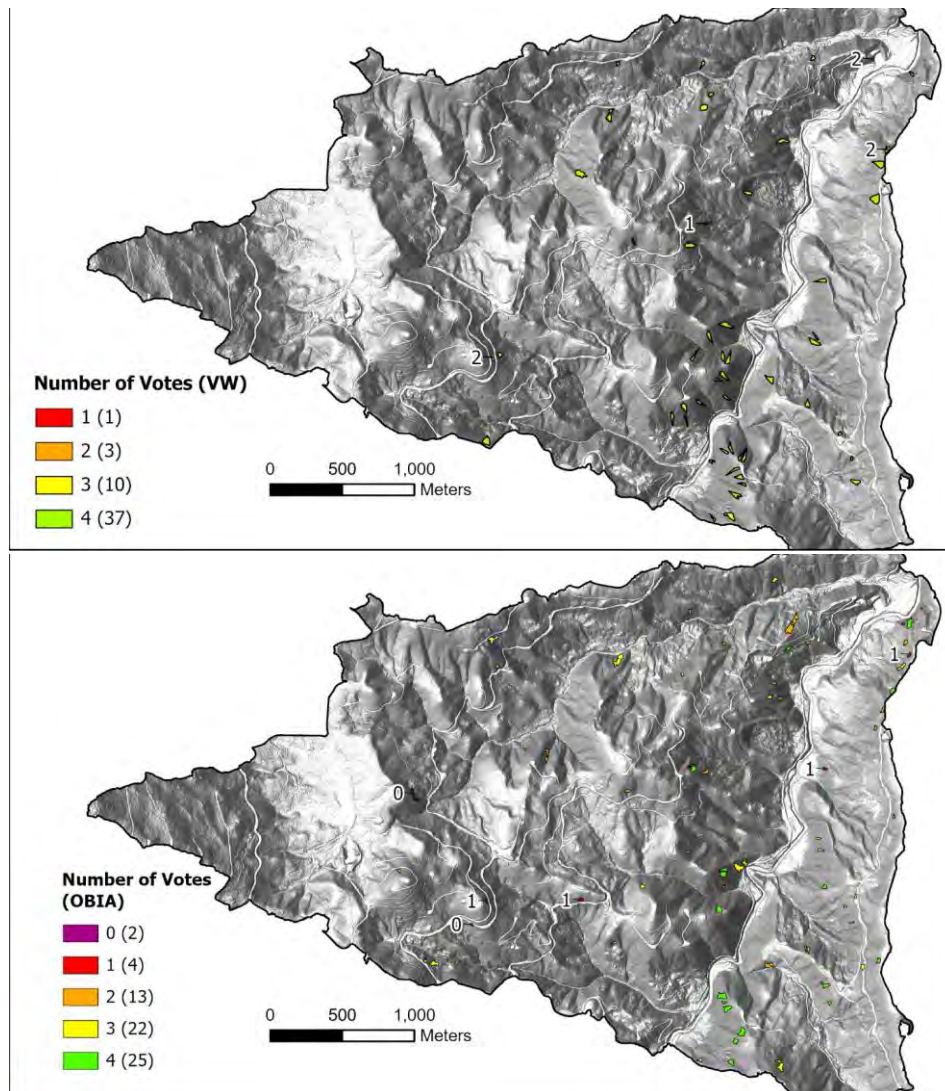 2
2
1
2
Number of Votes (VW)
1 (1)
2 (3)
3 (10)
4 (37)
0 500 1,000
Meters
1
1
0
1
1
0
Number of Votes
(OBIA)
0 (2)
1 (4)
2 (13)
3 (22)
4 (25)
0 500 1,000
Meters